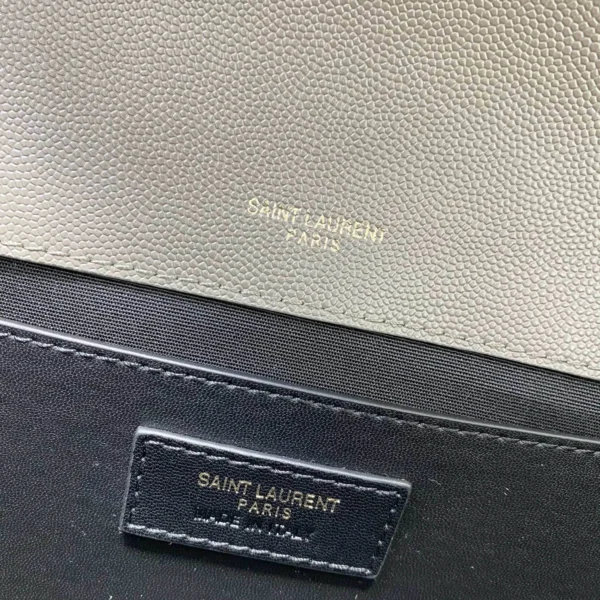 SAINT LAURENT
PARIS
SAINT LAURENT
PARIS
MADE IN ITALY